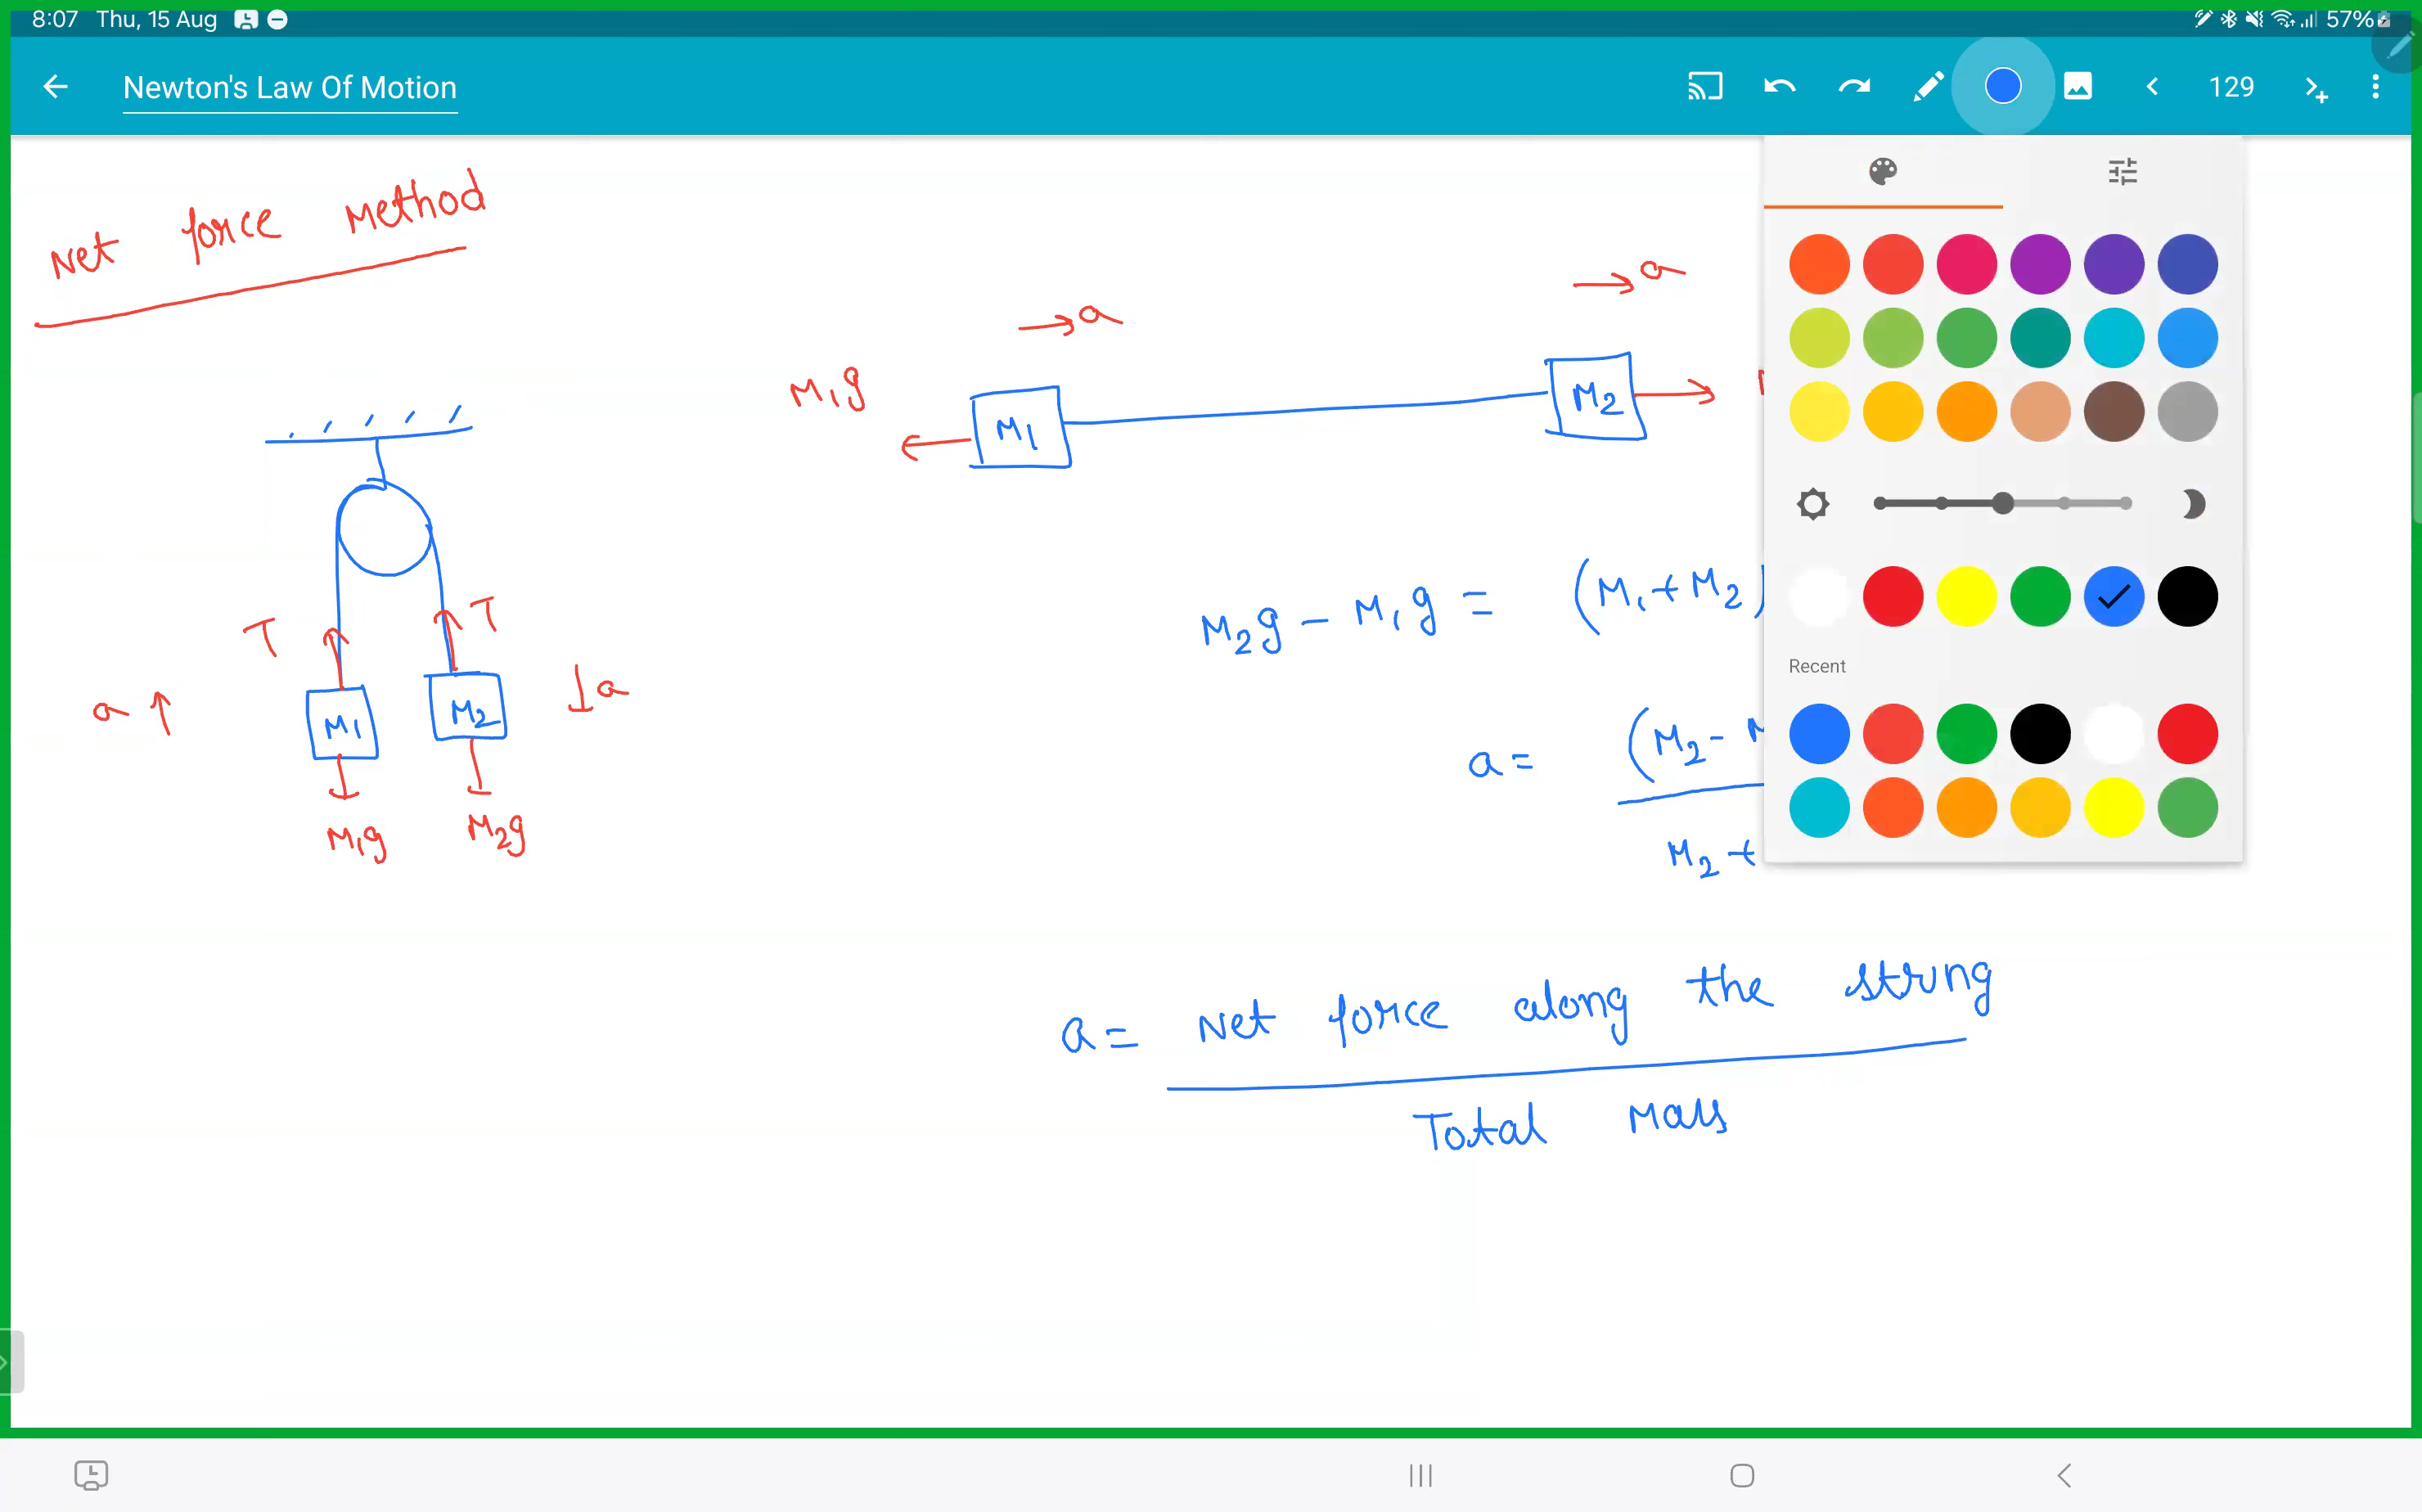 8:07 Thu, 15 Aug 57%
Newton's Law Of Motion 129
Net force Method
→a
→a
M1g
M1
M2
T
T
M2g - M1g = (M1+M2)
Recent
a↑
M1
M2
↓a
a = (M2 -
M2 +
M1g
M2g
a = Net force along the string
Total Mass